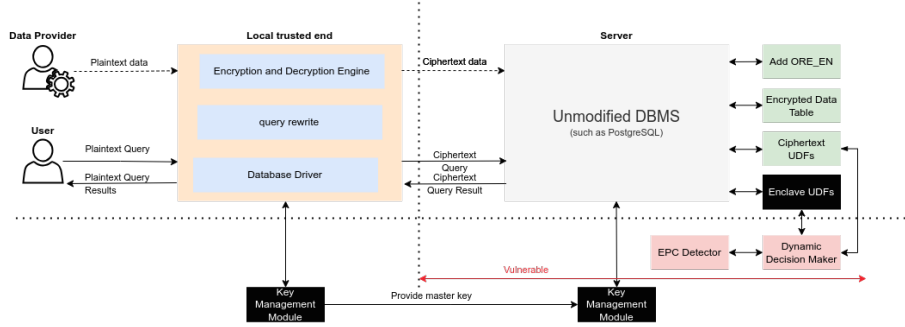 Data Provider
Local trusted end
Server
Plaintext data
Encryption and Decryption Engine
Ciphertext data
Add ORE_EN
query rewrite
Unmodified DBMS
(such as PostgreSQL)
Encrypted Data
Table
User
Plaintext Query
Ciphertext
Query
Ciphertext
UDFs
Plaintext Query
Results
Database Driver
Ciphertext
Query Result
Enclave UDFs
EPC Detector
Dynamic
Decision Maker
Vulnerable
Key
Management
Module
Provide master key
Key
Management
Module